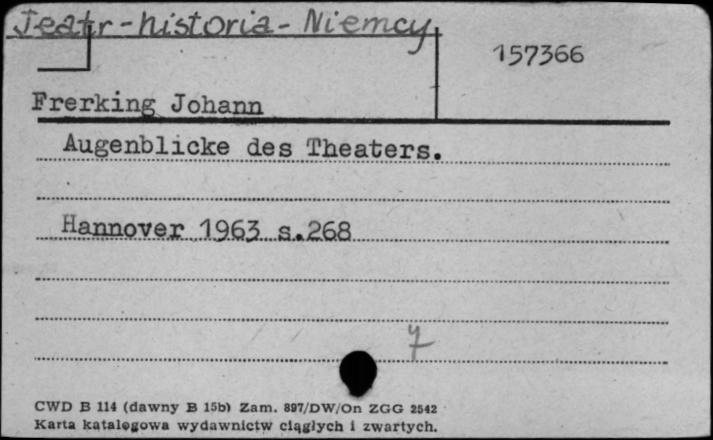 Teatr - historia - Niemcy
157366
Frerking Johann
Augenblicke des Theaters.
Hannover 1963 s.268
7
CWD B 114 (dawny B 15b) Zam. 897/DW/On ZGG 2542
Karta katalogowa wydawnictw ciągłych i zwartych.